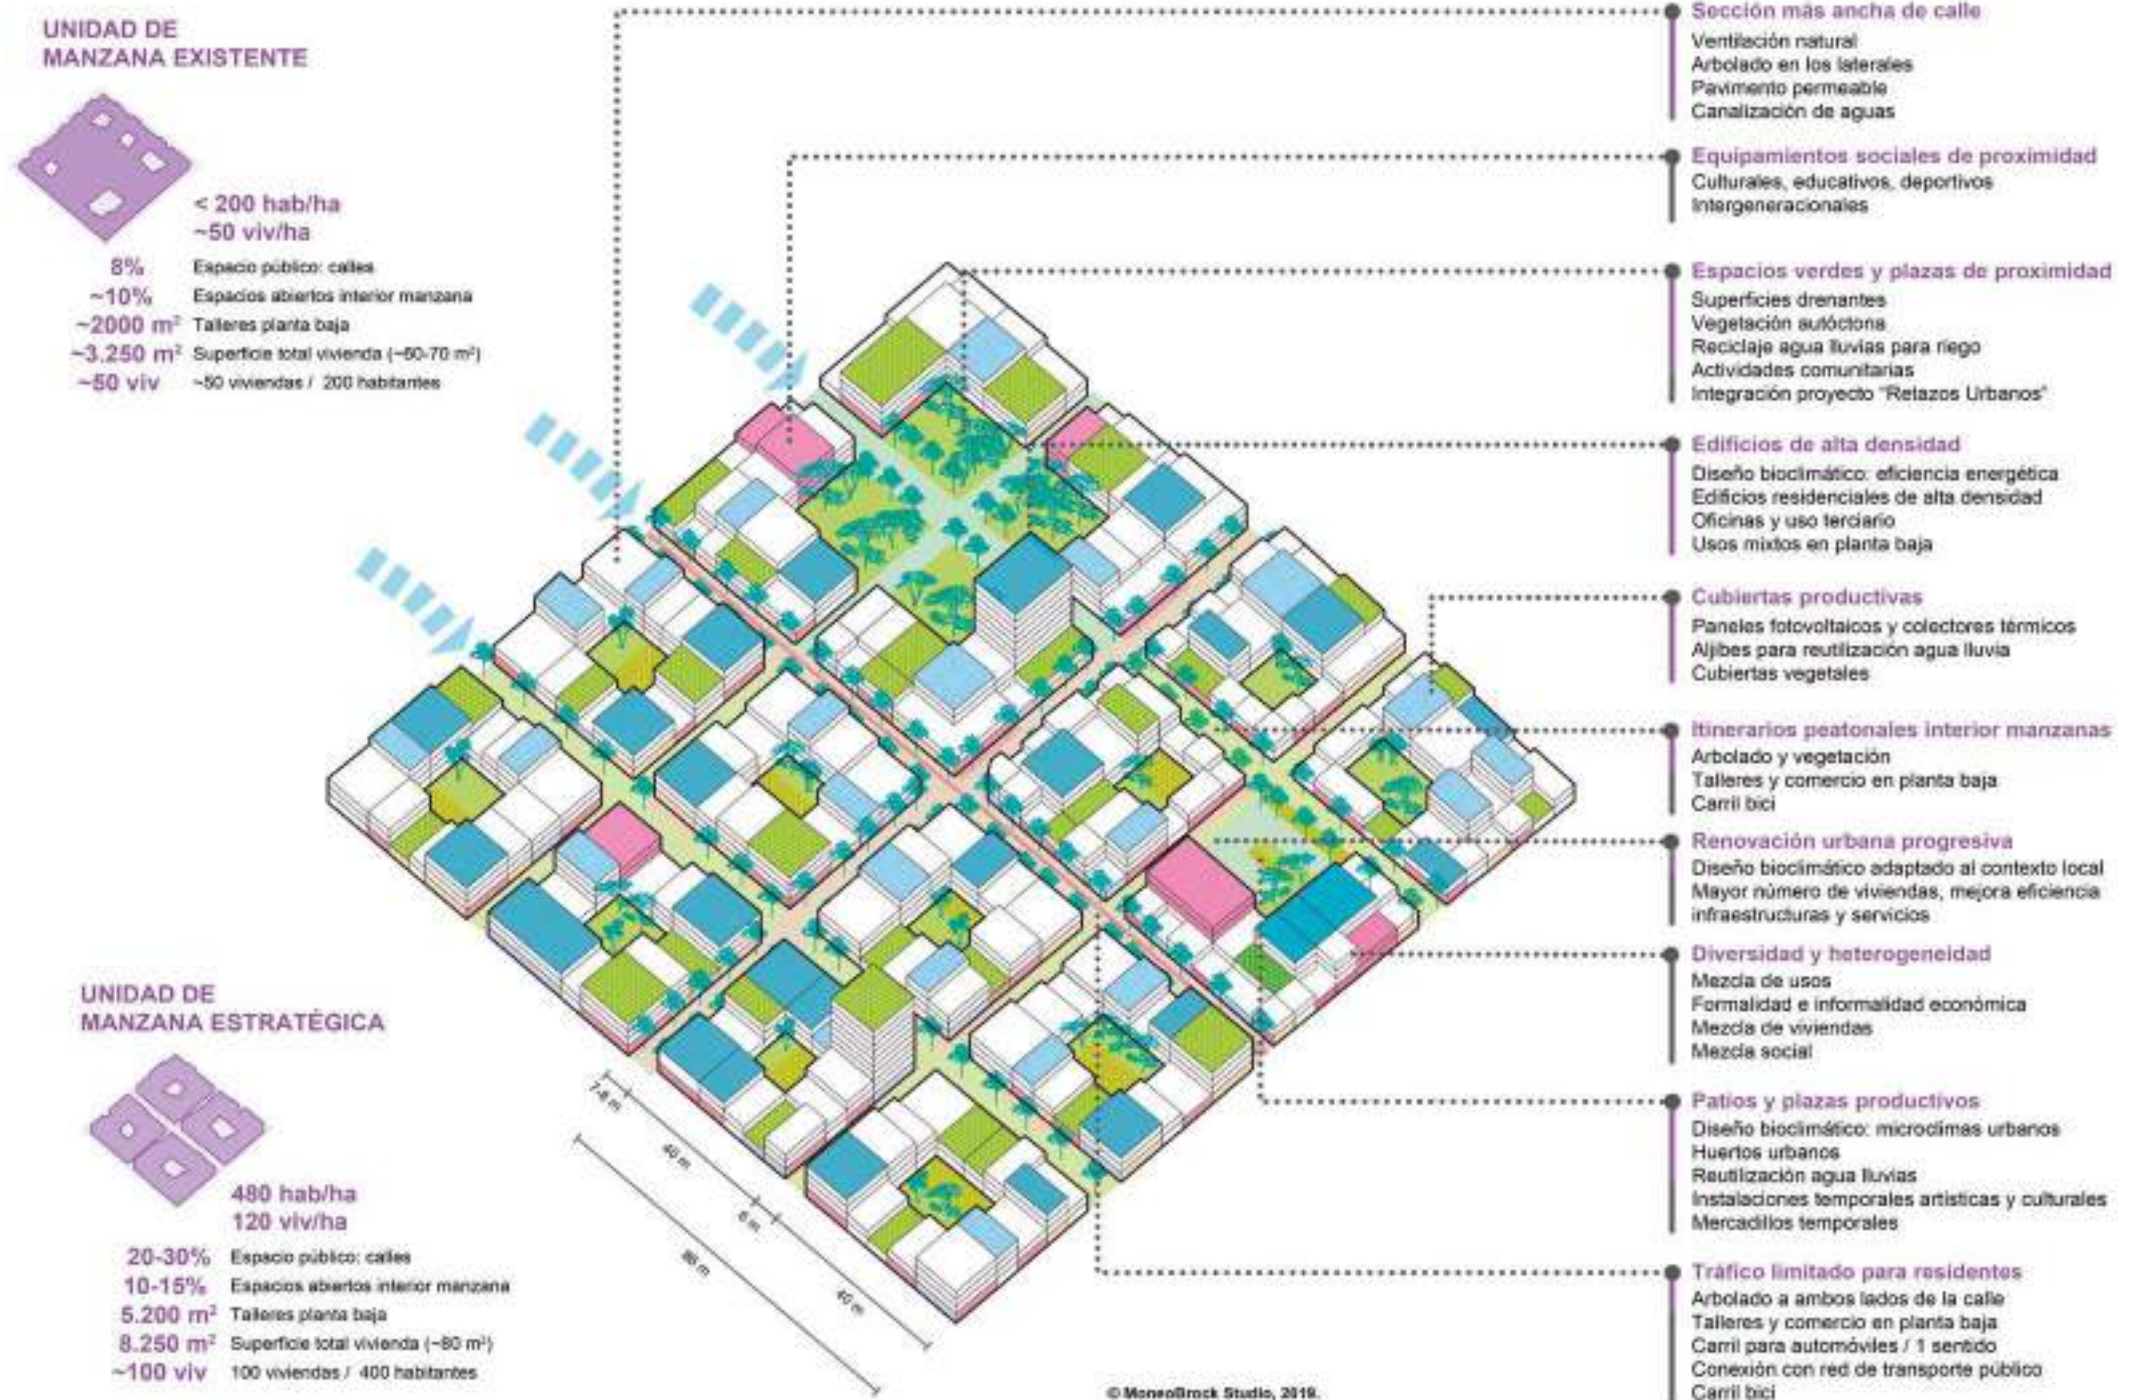 UNIDAD DE
MANZANA EXISTENTE
< 200 hab/ha
~50 viv/ha
8% Espacio público: calles
~10% Espacios abiertos interior manzana
~2000 m² Talleres planta baja
~3.250 m² Superficie total vivienda (~60-70 m²)
~50 viv ~50 viviendas / 200 habitantes
UNIDAD DE
MANZANA ESTRATÉGICA
480 hab/ha
120 viv/ha
20-30% Espacio público: calles
10-15% Espacios abiertos interior manzana
5.200 m² Talleres planta baja
8.250 m² Superficie total vivienda (~80 m²)
~100 viv 100 viviendas / 400 habitantes
7-8 m
40 m
6 m
40 m
86 m
Sección más ancha de calle
Ventilación natural
Arbolado en los laterales
Pavimento permeable
Canalización de aguas
Equipamientos sociales de proximidad
Culturales, educativos, deportivos
Intergeneracionales
Espacios verdes y plazas de proximidad
Superficies drenantes
Vegetación autóctona
Reciclaje agua lluvias para riego
Actividades comunitarias
Integración proyecto "Retazos Urbanos"
Edificios de alta densidad
Diseño bioclimático: eficiencia energética
Edificios residenciales de alta densidad
Oficinas y uso terciario
Usos mixtos en planta baja
Cubiertas productivas
Paneles fotovoltaicos y colectores térmicos
Aljibes para reutilización agua lluvia
Cubiertas vegetales
Itinerarios peatonales interior manzanas
Arbolado y vegetación
Talleres y comercio en planta baja
Carril bici
Renovación urbana progresiva
Diseño bioclimático adaptado al contexto local
Mayor número de viviendas, mejora eficiencia
infraestructuras y servicios
Diversidad y heterogeneidad
Mezcla de usos
Formalidad e informalidad económica
Mezcla de viviendas
Mezcla social
Patios y plazas productivos
Diseño bioclimático: microclimas urbanos
Huertos urbanos
Reutilización agua lluvias
Instalaciones temporales artísticas y culturales
Mercadillos temporales
Tráfico limitado para residentes
Arbolado a ambos lados de la calle
Talleres y comercio en planta baja
Carril para automóviles / 1 sentido
Conexión con red de transporte público
Carril bici
© MoneoBrock Studio, 2019.